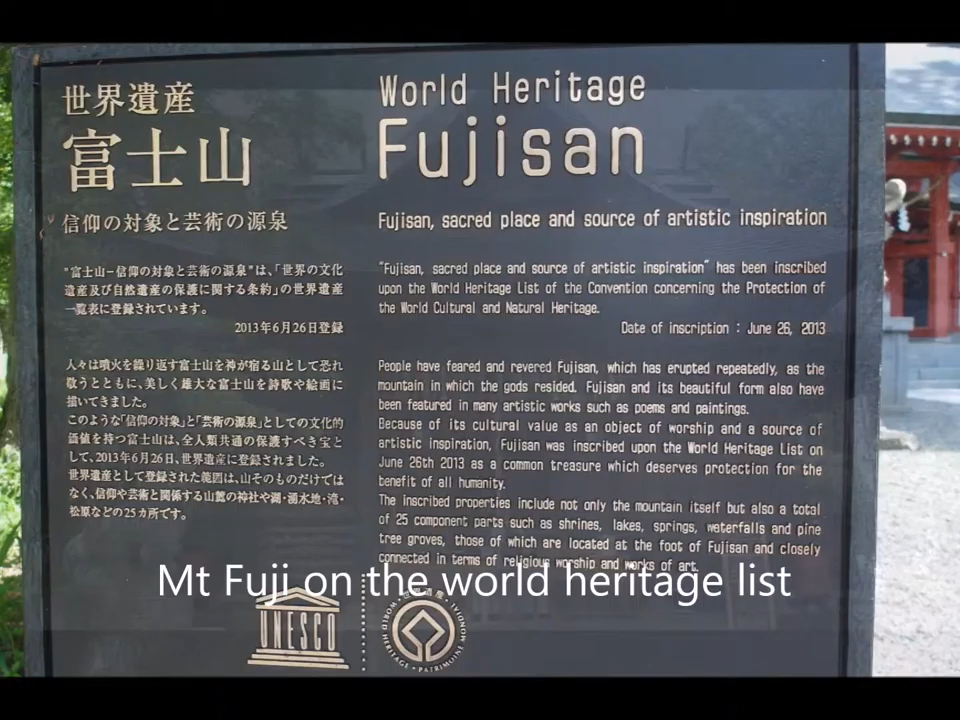 世界遺産
富士山
信仰の対象と芸術の源泉
"富士山−信仰の対象と芸術の源泉"は、「世界の文化
遺産及び自然遺産の保護に関する条約」の世界遺産
一覧表に登録されています。
2013年6月26日登録
人々は噴火を繰り返す富士山を神が宿る山として恐れ
敬うとともに、美しく雄大な富士山を詩歌や絵画に
描いてきました。
このような「信仰の対象」と「芸術の源泉」としての文化的
価値を持つ富士山は、全人類共通の保護すべき宝と
して、2013年6月26日、世界遺産に登録されました。
世界遺産として登録された範囲は、山そのものだけでは
なく、信仰や芸術と関係する山麓の神社や湖・湧水地・滝・
松原などの25カ所です。
World Heritage
Fujisan
Fujisan, sacred place and source of artistic inspiration
"Fujisan, sacred place and source of artistic inspiration" has been inscribed
upon the World Heritage List of the Convention concerning the Protection of
the World Cultural and Natural Heritage.
Date of inscription : June 26, 2013
People have feared and revered Fujisan, which has erupted repeatedly, as the
mountain in which the gods resided. Fujisan and its beautiful form also have
been featured in many artistic works such as poems and paintings.
Because of its cultural value as an object of worship and a source of
artistic inspiration, Fujisan was inscribed upon the World Heritage List on
June 26th 2013 as a common treasure which deserves protection for the
benefit of all humanity.
The inscribed properties include not only the mountain itself but also a total
of 25 component parts such as shrines, lakes, springs, waterfalls and pine
tree groves, those of which are located at the foot of Fujisan and closely
connected in terms of religious worship and works of art.
Mt Fuji on the world heritage list
UNESCO
WORLD HERITAGE • PATRIMOINE MONDIAL